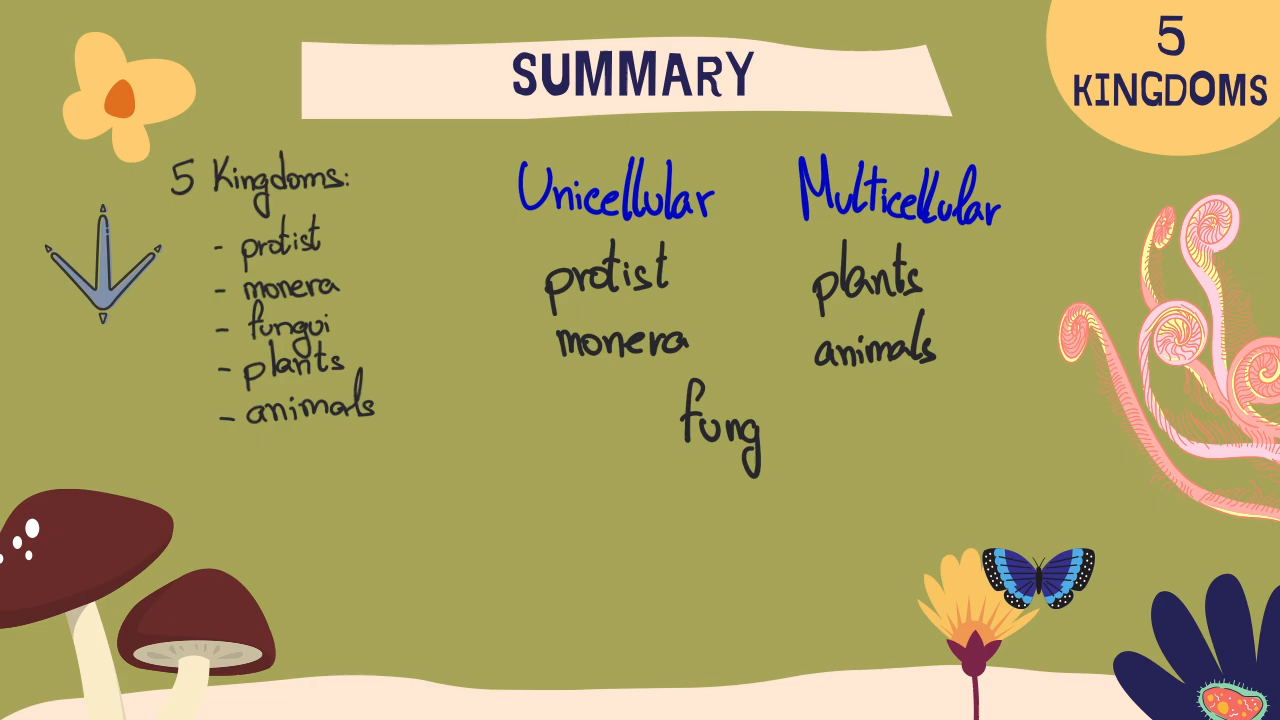 SUMMARY
5
KINGDOMS
5 Kingdoms:
- protist
- monera
- fungui
- plants
- animals
Unicellular
protist
monera
Multicellular
plants
animals
fung